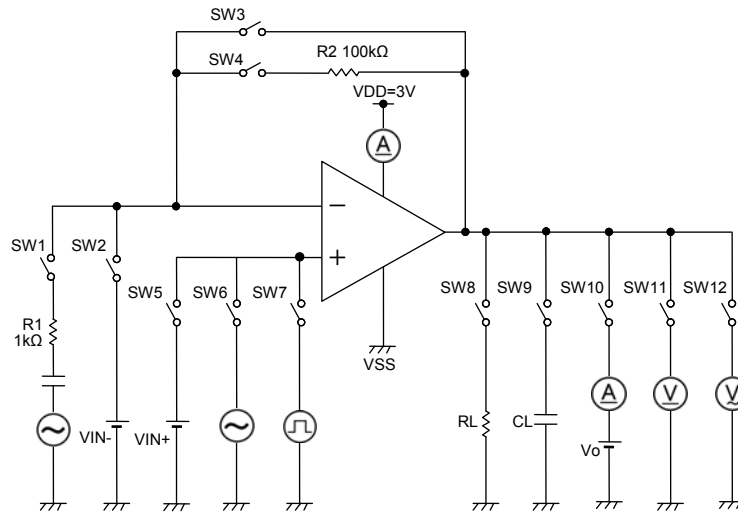 SW3
SW4
R2 100kΩ
VDD=3V
A
SW1
SW2
SW5
SW6
SW7
SW8
SW9
SW10
SW11
SW12
R1
1kΩ
VSS
VIN-
VIN+
RL
CL
A
V
V
Vo